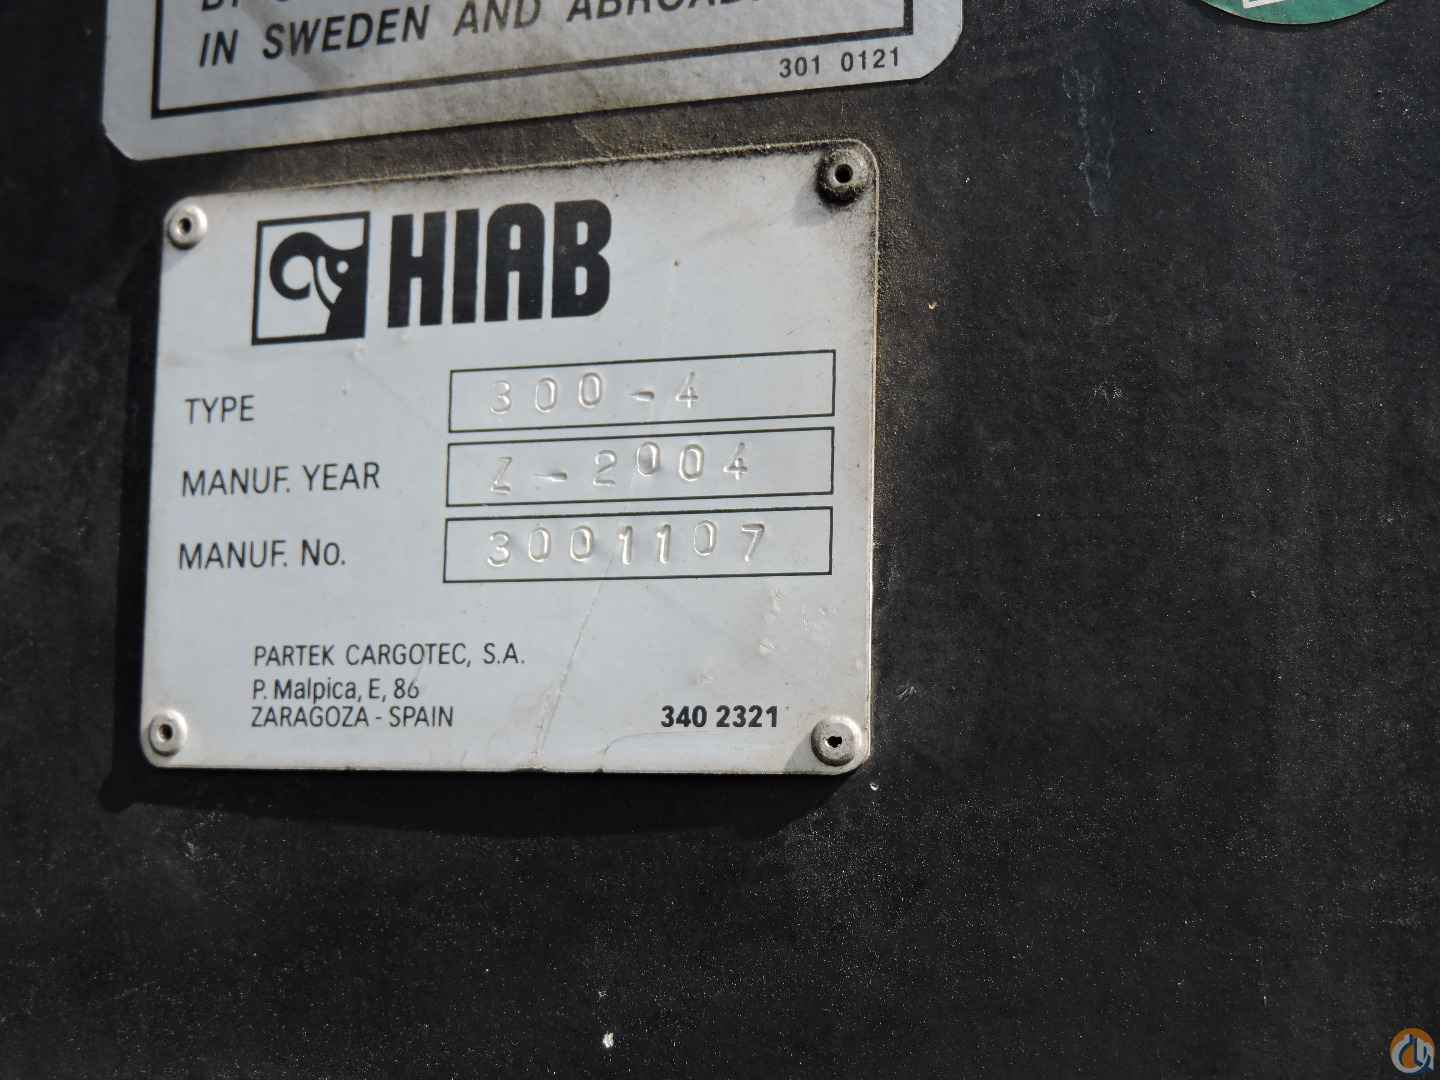 IN SWEDEN AND ABROAD
301 0121
HIAB
TYPE 300-4
MANUF. YEAR Z-2004
MANUF. No. 3001107
PARTEK CARGOTEC, S.A.
P. Malpica, E, 86
ZARAGOZA - SPAIN
340 2321